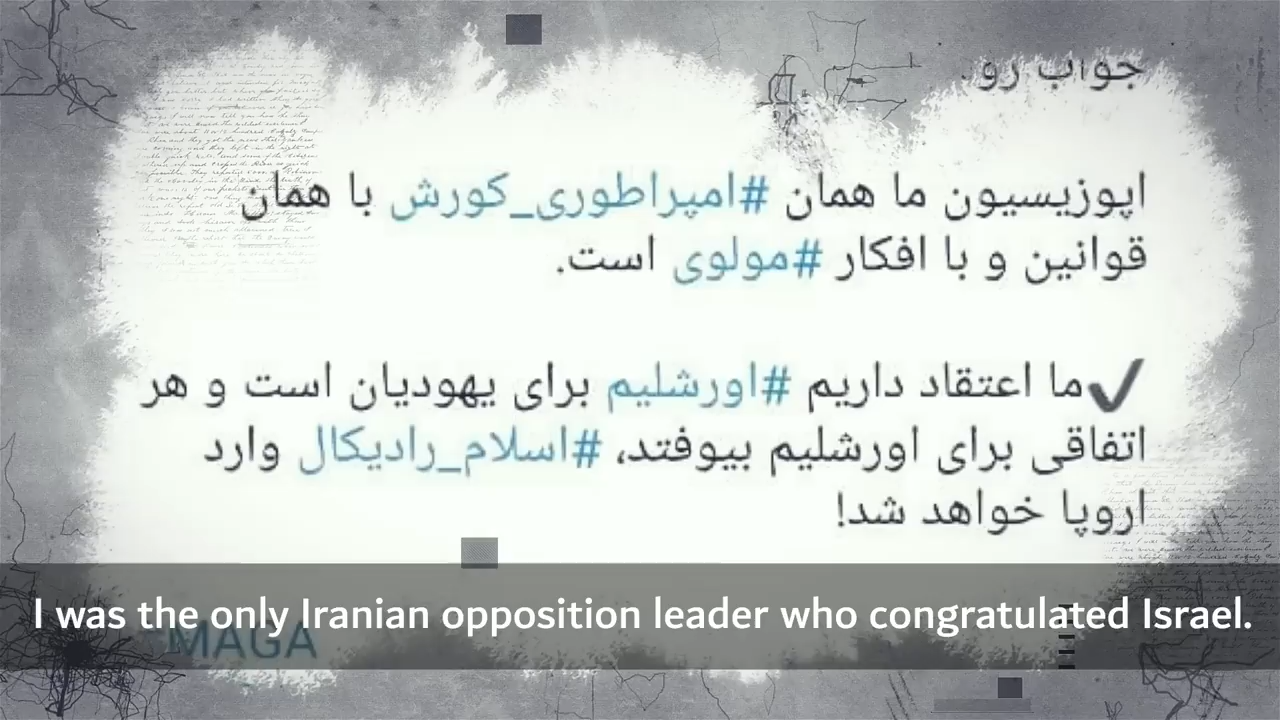 جواب رو
اپوزیسیون ما همان #امپراطوری_کورش با همان
قوانین و با افکار #مولوی است.
✔ما اعتقاد داریم #اورشلیم برای یهودیان است و هر
اتفاقی برای اورشلیم بیوفتد، #اسلام_رادیکال وارد
اروپا خواهد شد!
I was the only Iranian opposition leader who congratulated Israel.
MAGA